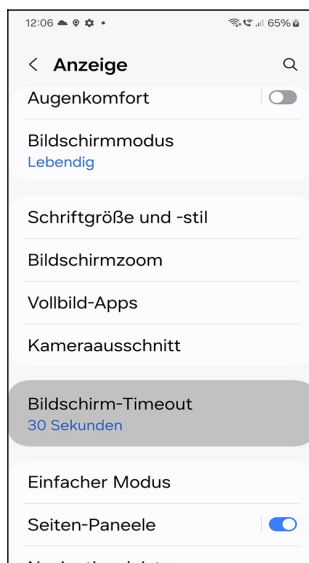 12:06 65%
Anzeige
Augenkomfort
Bildschirmmodus
Lebendig
Schriftgröße und -stil
Bildschirmzoom
Vollbild-Apps
Kameraausschnitt
Bildschirm-Timeout
30 Sekunden
Einfacher Modus
Seiten-Paneele